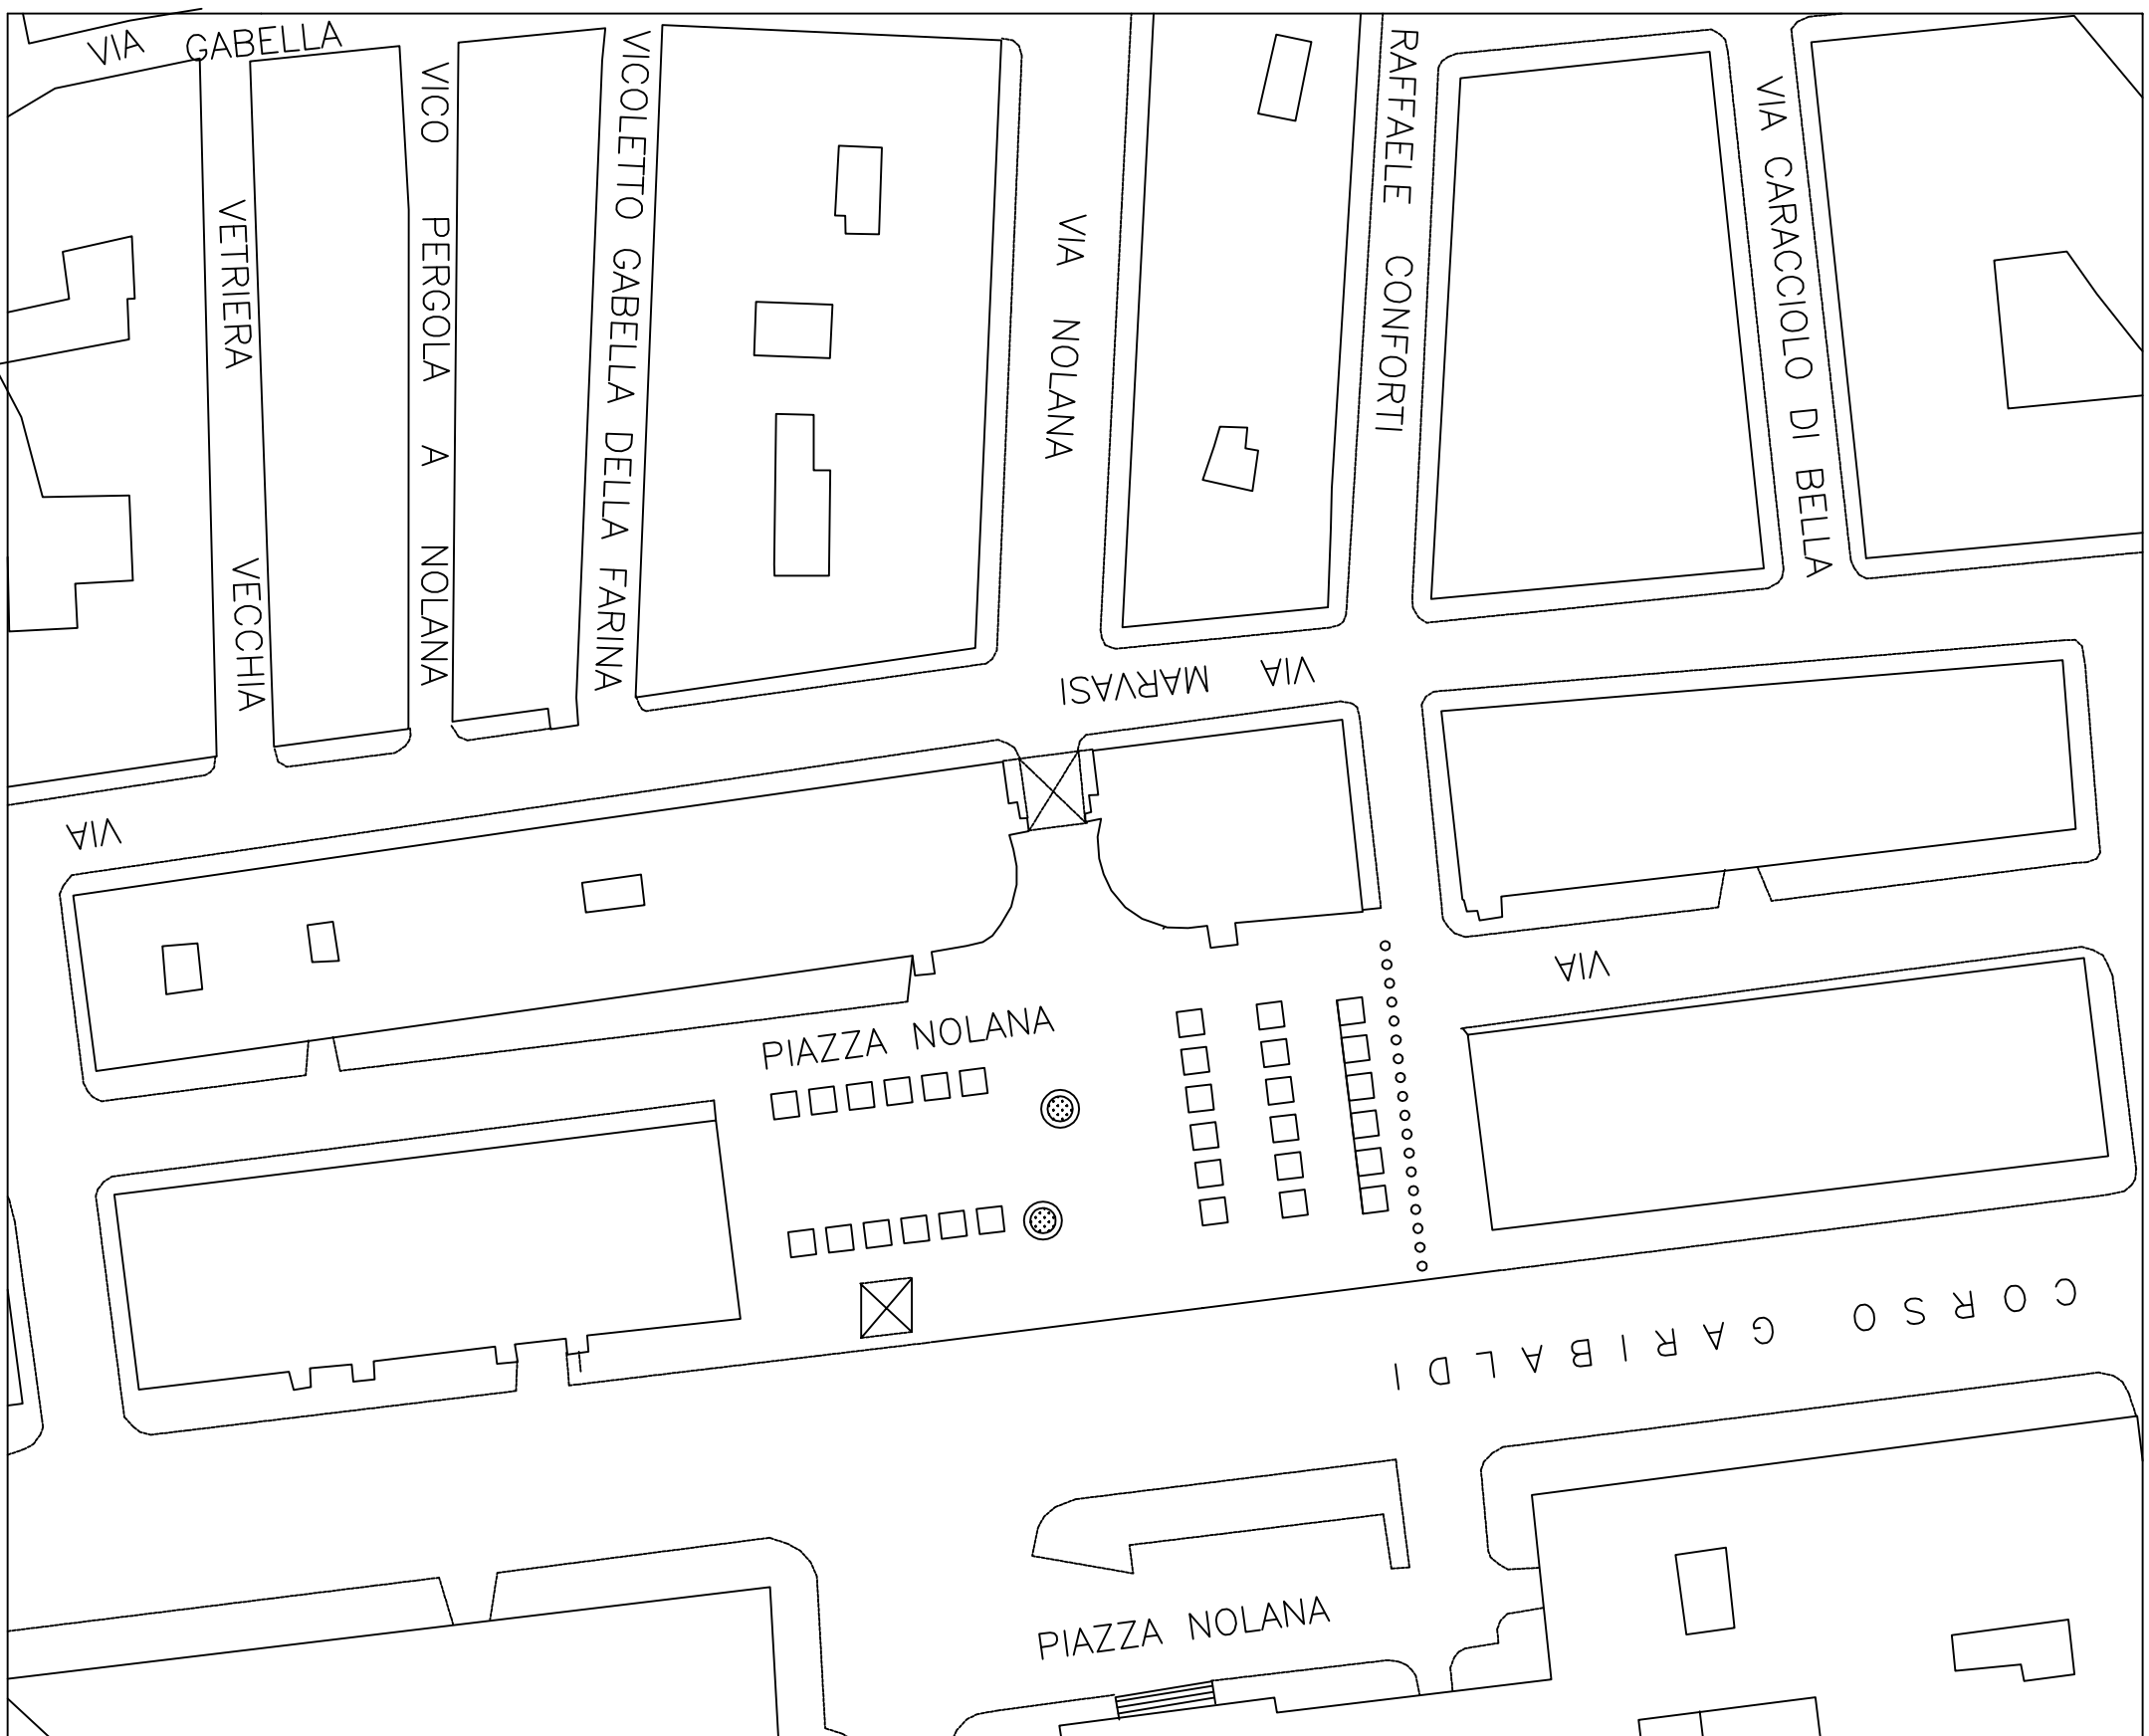 VIA GABELLA
VETRIERA VECCHIA
VICO PERGOLA A NOLANA
VICOLETTO GABELLA DELLA FARINA
VIA NOLANA
RAFFAELE CONFORTI
VIA CARACCIOLO DI BELLA
VIA MARVASI
VIA
VIA
PIAZZA NOLANA
CORSO GARIBALDI
PIAZZA NOLANA